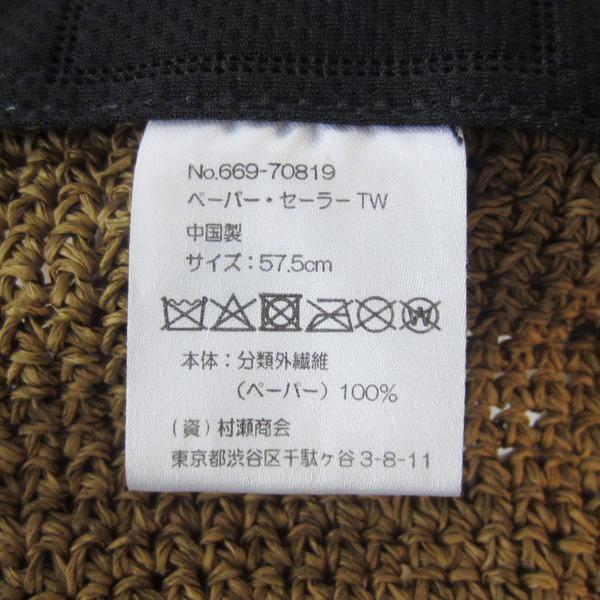 No.669-70819
ペーパー・セーラー TW
中国製
サイズ：57.5cm
W
本体：分類外繊維
（ペーパー）100%
（資）村瀬商会
東京都渋谷区千駄ヶ谷3-8-11